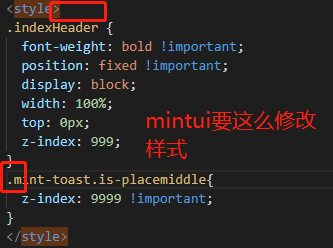 <style>
.indexHeader {
font-weight: bold !important;
position: fixed !important;
display: block;
width: 100%;
top: 0px;
z-index: 999;
mintui要这么修改
样式
}
.mint-toast.is-placemiddle{
z-index: 9999 !important;
}
</style>